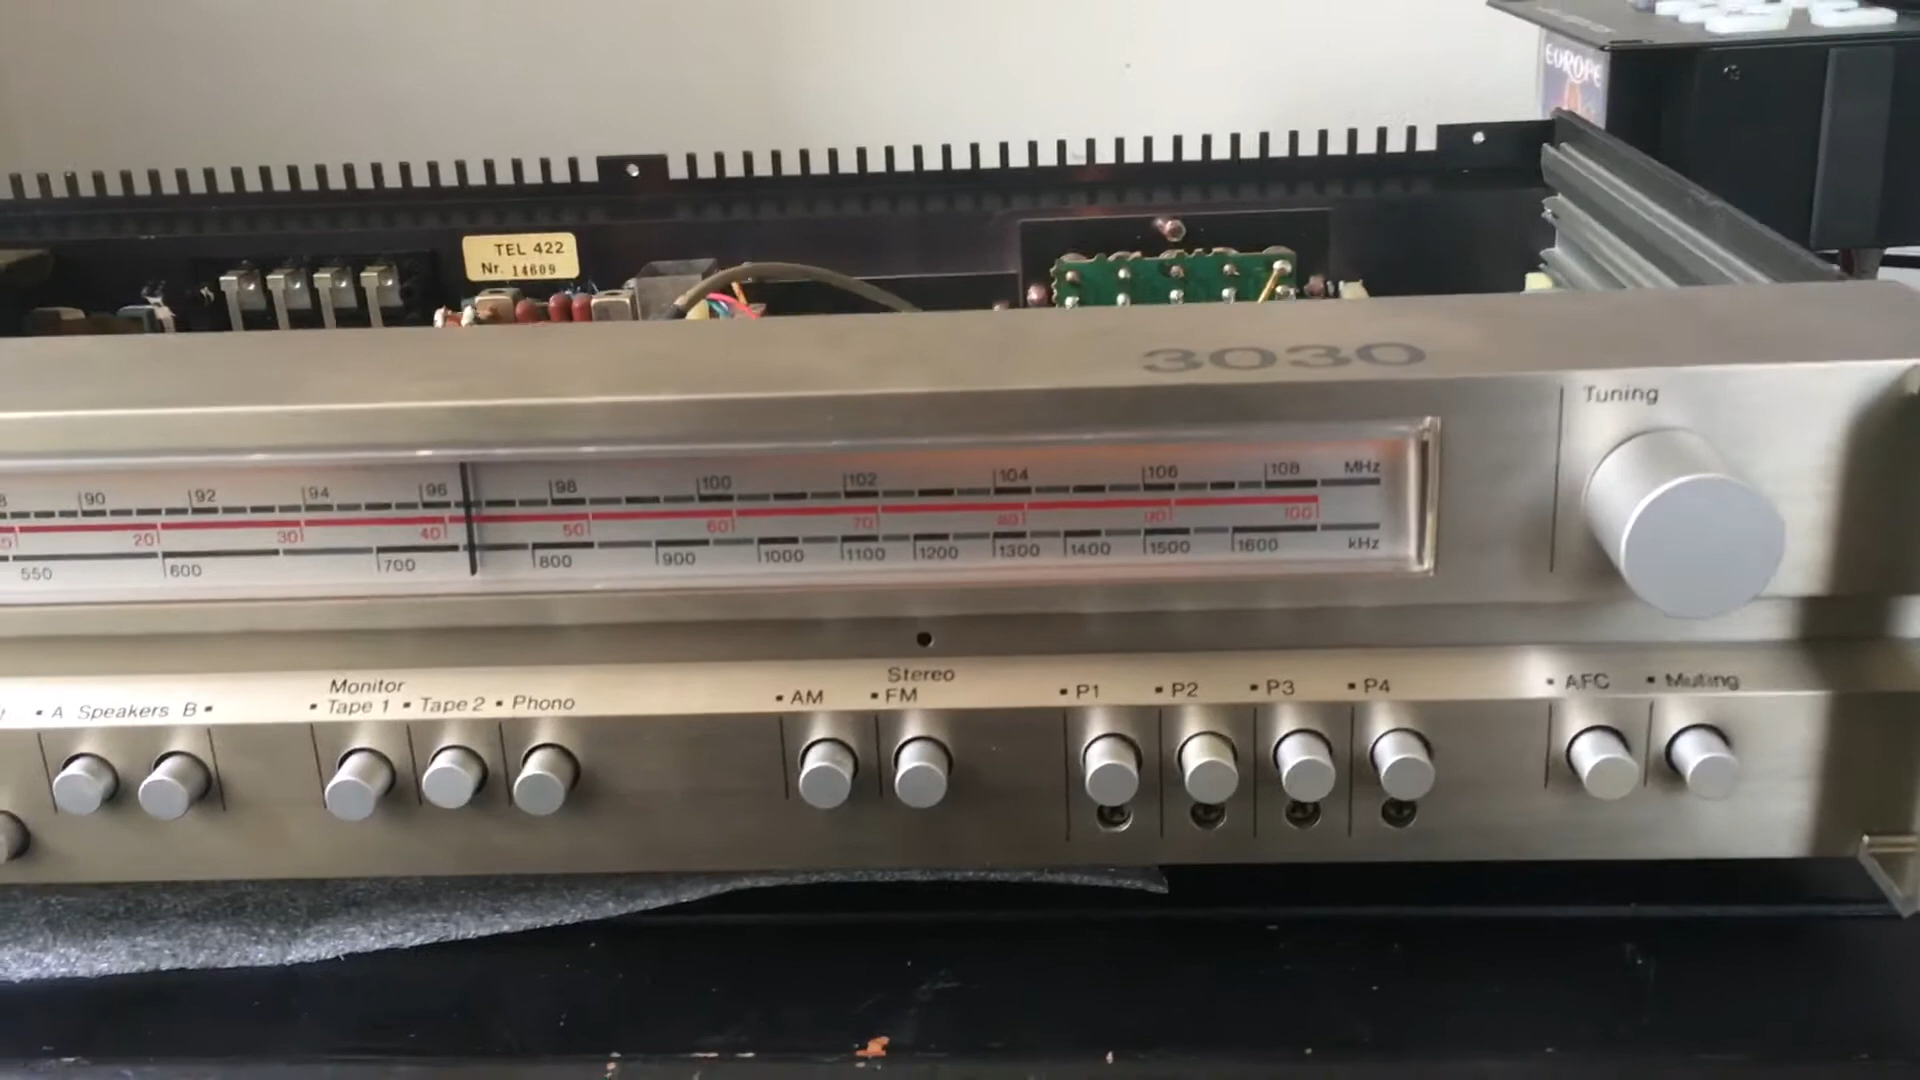 EUROPE
TEL 422
Nr. 14609
3030
Tuning
90 92 94 96 98 100 102 104 106 108 MHz
20 30 40 50 60 70 80 90 100
550 600 700 800 900 1000 1100 1200 1300 1400 1500 1600 kHz
Monitor
Stereo
A Speakers B
Tape 1
Tape 2
Phono
AM
FM
P1
P2
P3
P4
AFC
Muting